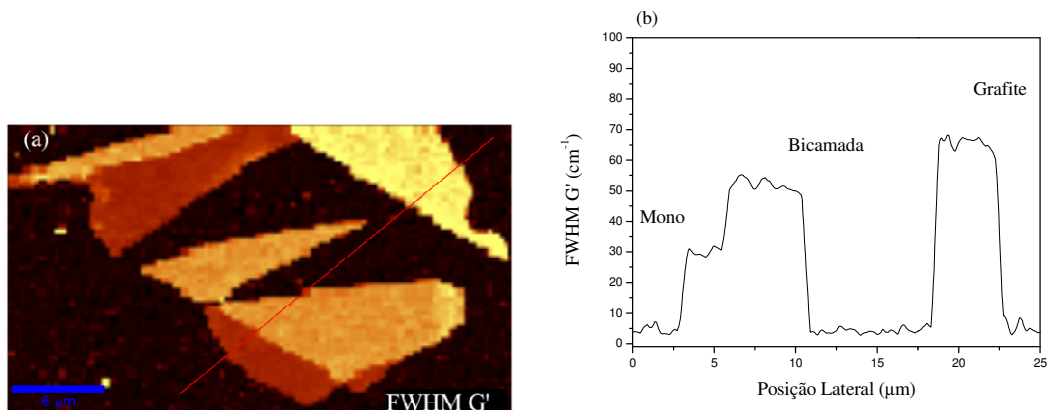 (a)
6 µm
FWHM G'
(b)
FWHM G' (cm-1)
100
90
80
70
60
50
40
30
20
10
0
Mono
Bicamada
Grafite
0 5 10 15 20 25
Posição Lateral (µm)